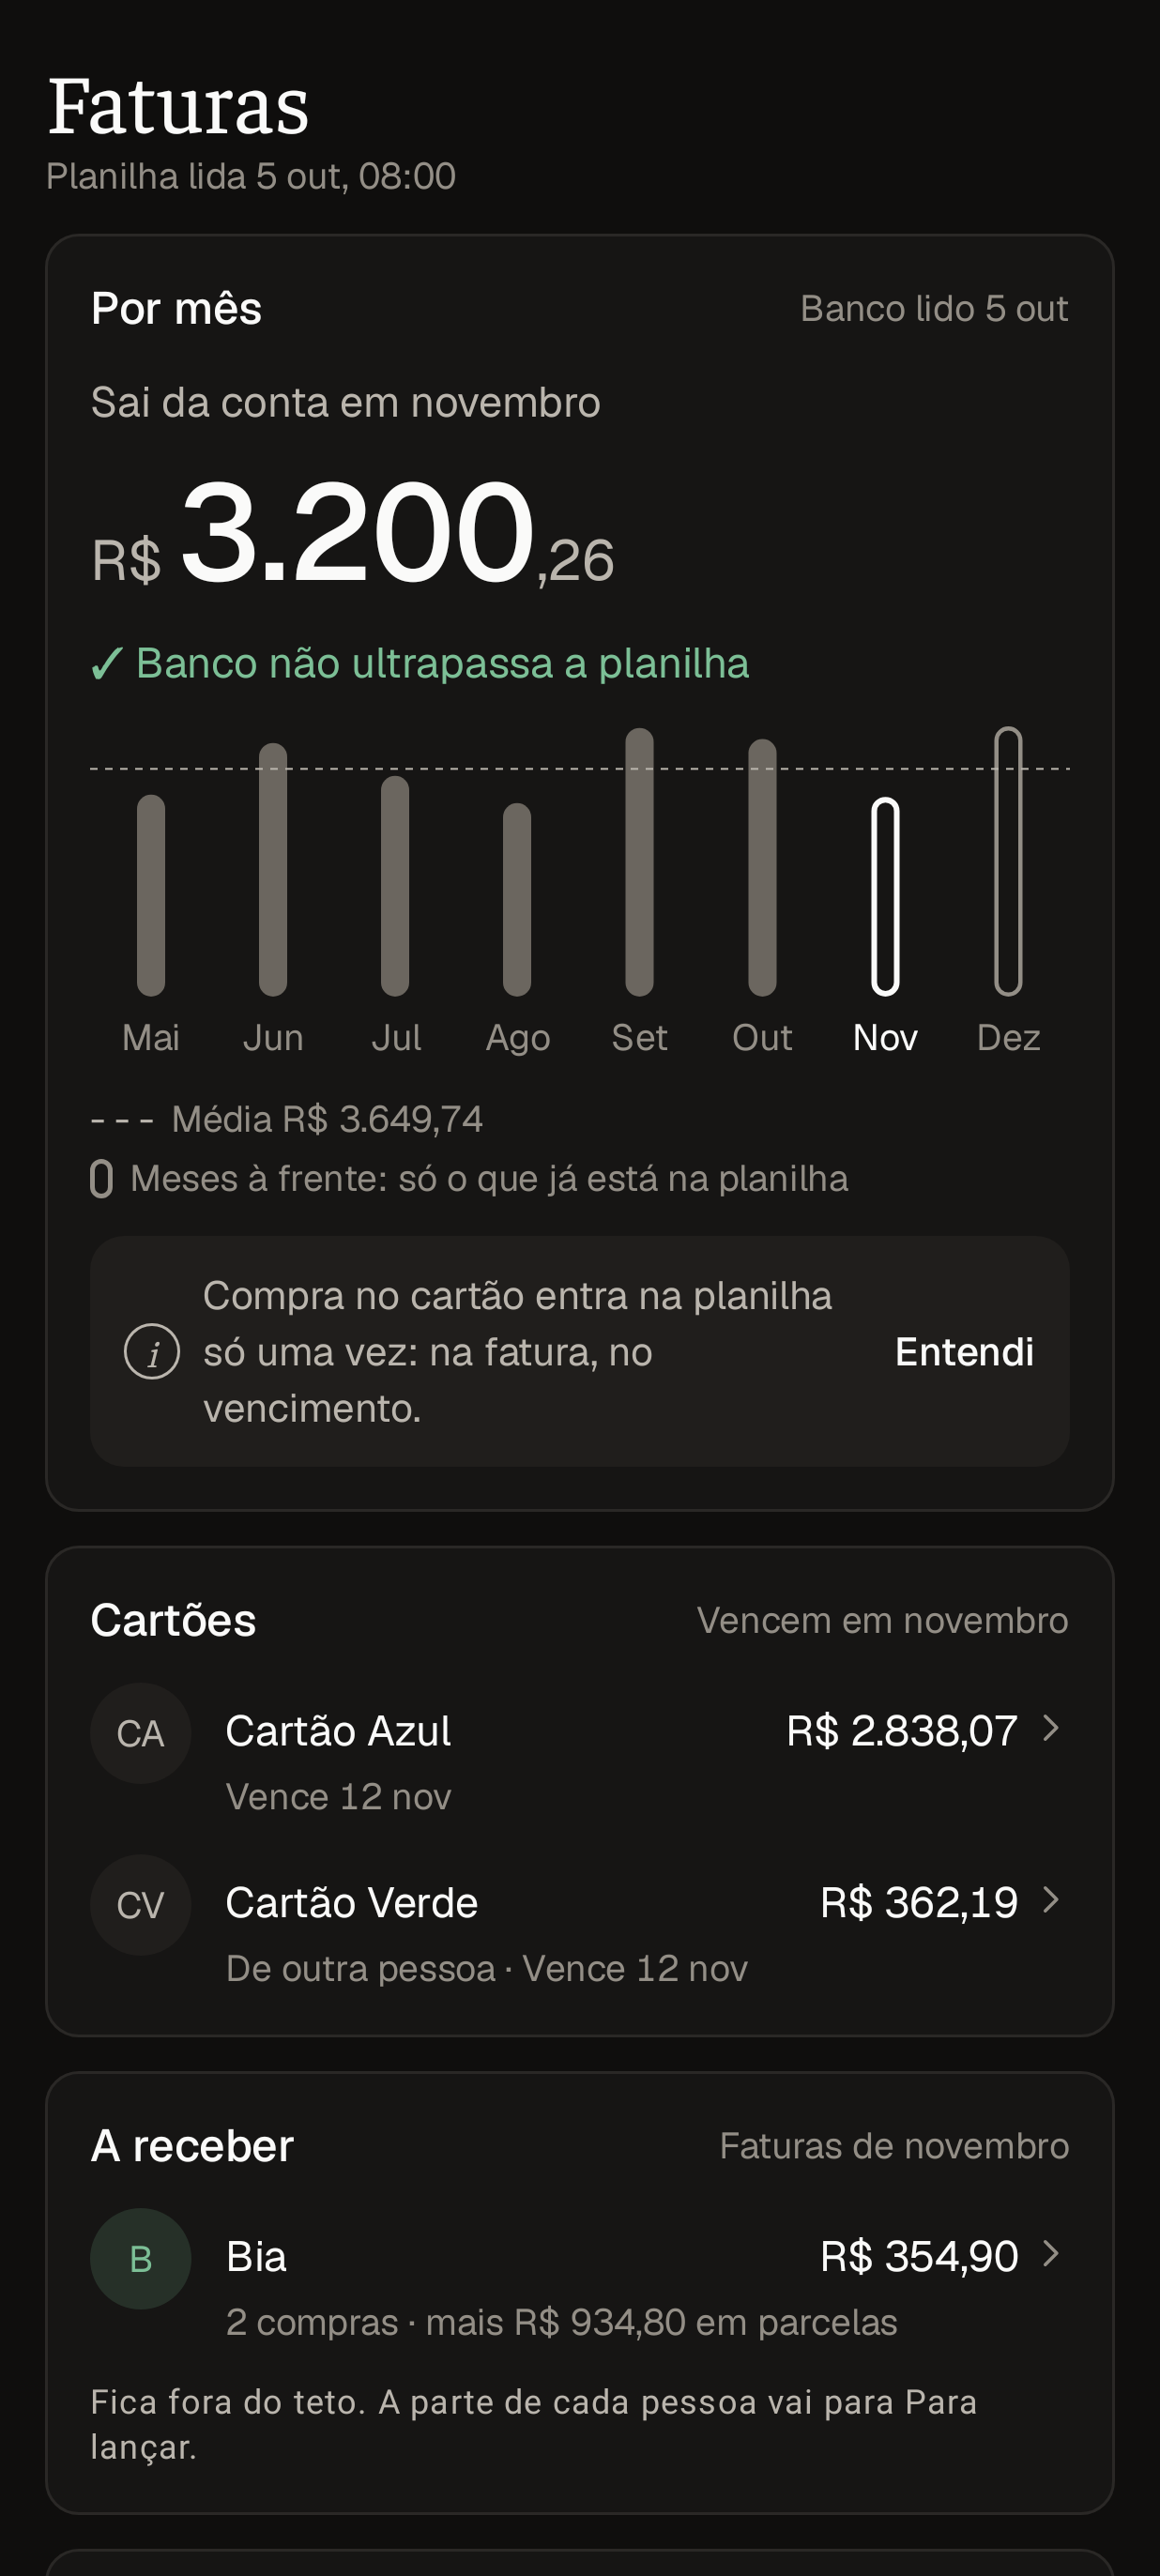 Faturas
Planilha lida 5 out, 08:00
Por mês
Banco lido 5 out
Sai da conta em novembro
R$ 3.200,26
✓ Banco não ultrapassa a planilha
Mai Jun Jul Ago Set Out Nov Dez
--- Média R$ 3.649,74
Meses à frente: só o que já está na planilha
Compra no cartão entra na planilha
só uma vez: na fatura, no
vencimento.
Entendi
Cartões
Vencem em novembro
CA Cartão Azul R$ 2.838,07
Vence 12 nov
CV Cartão Verde R$ 362,19
De outra pessoa · Vence 12 nov
A receber
Faturas de novembro
B Bia R$ 354,90
2 compras · mais R$ 934,80 em parcelas
Fica fora do teto. A parte de cada pessoa vai para Para
lançar.